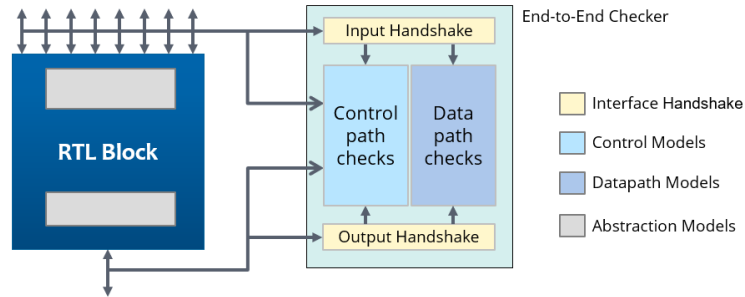 End-to-End Checker
Input Handshake
RTL Block
Control
path
checks
Data
path
checks
Output Handshake
Interface Handshake
Control Models
Datapath Models
Abstraction Models